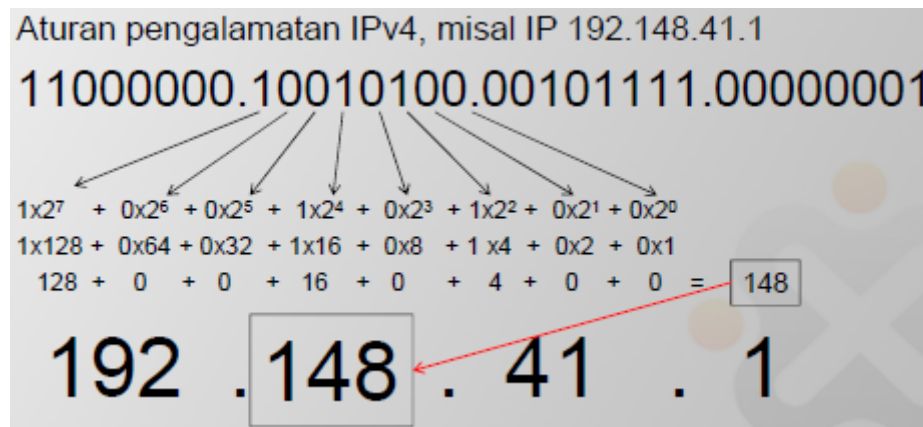 Aturan pengalamatan IPv4, misal IP 192.148.41.1
11000000.10010100.00101111.00000001
1x2⁷ + 0x2⁶ + 0x2⁵ + 1x2⁴ + 0x2³ + 1x2² + 0x2¹ + 0x2⁰
1x128 + 0x64 + 0x32 + 1x16 + 0x8 + 1 x4 + 0x2 + 0x1
128 + 0 + 0 + 16 + 0 + 4 + 0 + 0 = 148
192 . 148 . 41 . 1